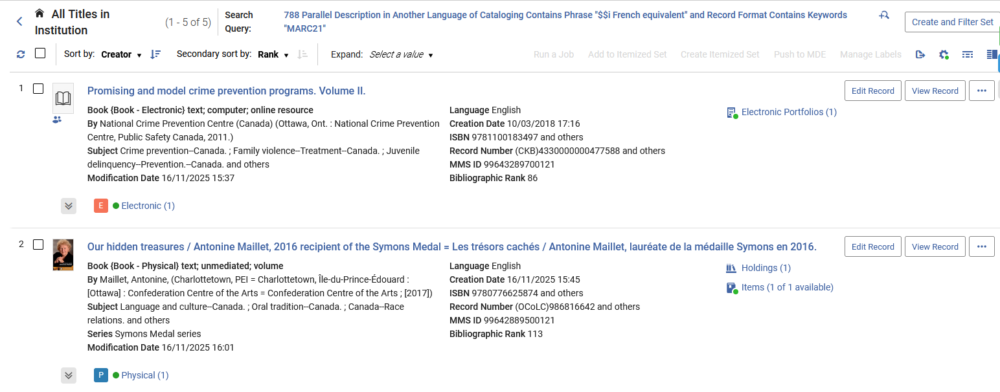 All Titles in Institution
(1 - 5 of 5)
Search Query:
788 Parallel Description in Another Language of Cataloging Contains Phrase "$$i French equivalent" and Record Format Contains Keywords "MARC21"
Create and Filter Set
Sort by: Creator
Secondary sort by: Rank
Expand: Select a value
Run a Job
Add to Itemized Set
Create Itemized Set
Push to MDE
Manage Labels
1
Promising and model crime prevention programs. Volume II.
Edit Record
View Record
Book {Book - Electronic} text; computer; online resource
By National Crime Prevention Centre (Canada) (Ottawa, Ont. : National Crime Prevention
Centre, Public Safety Canada, 2011.)
Subject Crime prevention--Canada. ; Family violence--Treatment--Canada. ; Juvenile
delinquency--Prevention.--Canada. and others
Modification Date 16/11/2025 15:37
Language English
Creation Date 10/03/2018 17:16
ISBN 9781100183497 and others
Record Number (CKB)4330000000477588 and others
MMS ID 99643289700121
Bibliographic Rank 86
Electronic Portfolios (1)
E
Electronic (1)
2
Our hidden treasures / Antonine Maillet, 2016 recipient of the Symons Medal = Les trésors cachés / Antonine Maillet, lauréate de la médaille Symons en 2016.
Edit Record
View Record
Book {Book - Physical} text; unmediated; volume
By Maillet, Antonine, (Charlottetown, PEI = Charlottetown, Île-du-Prince-Édouard :
[Ottawa] : Confederation Centre of the Arts = Confederation Centre of the Arts ; [2017])
Subject Language and culture--Canada. ; Oral tradition--Canada. ; Canada--Race
relations. and others
Series Symons Medal series
Modification Date 16/11/2025 16:01
Language English
Creation Date 16/11/2025 15:45
ISBN 9780776625874 and others
Record Number (OCoLC)986816642 and others
MMS ID 99642889500121
Bibliographic Rank 113
Holdings (1)
Items (1 of 1 available)
P
Physical (1)